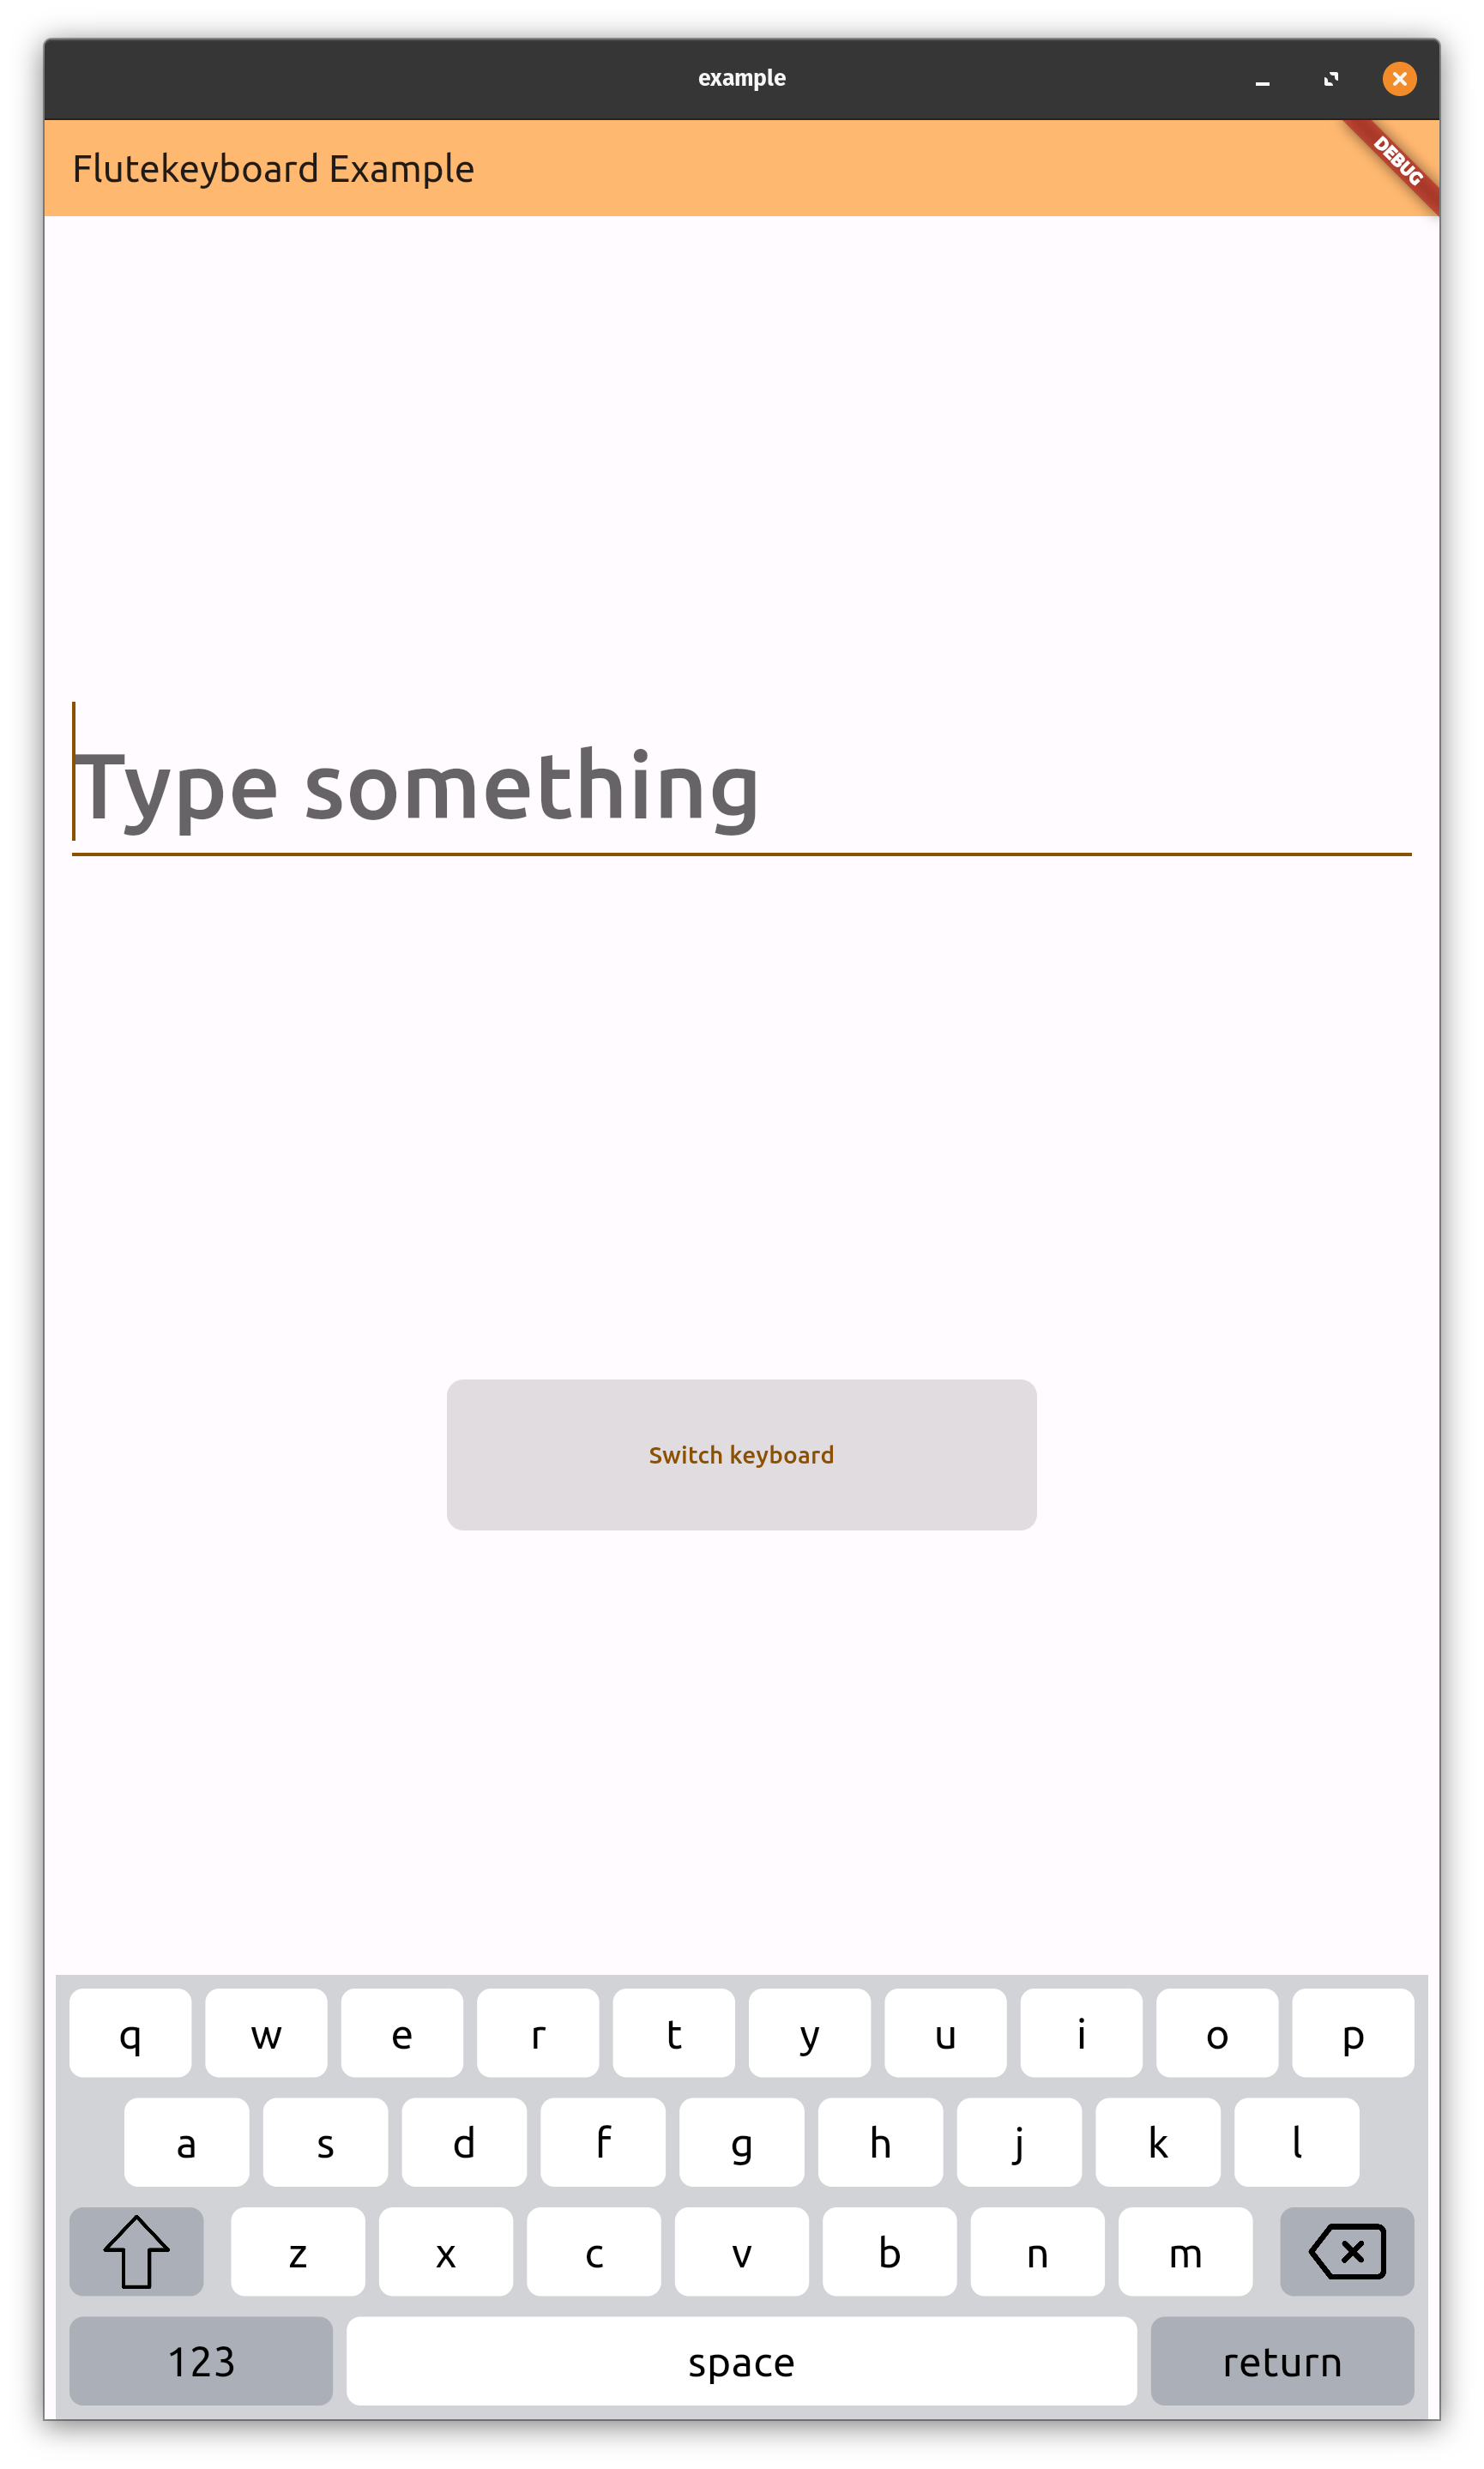 example
Flutekeyboard Example
DEBUG
Type something
Switch keyboard
q w e r t y u i o p
a s d f g h j k l
z x c v b n m
123 space return